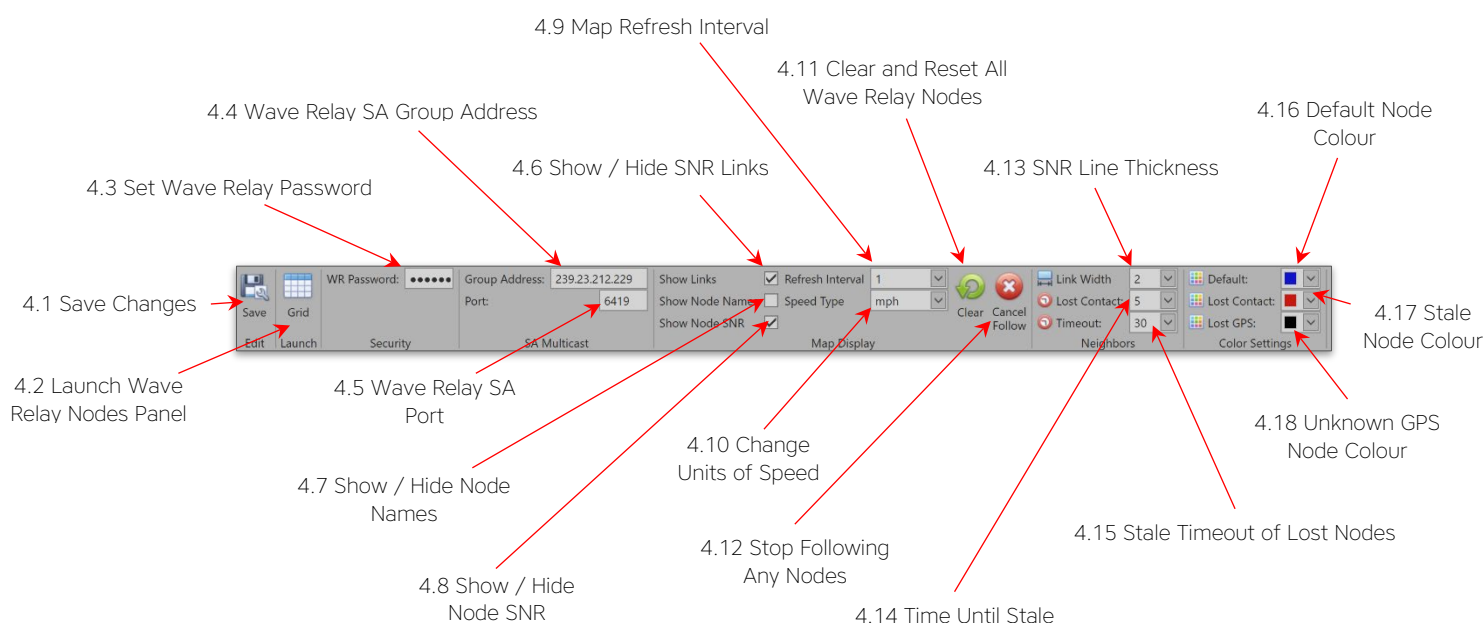 4.9 Map Refresh Interval
4.11 Clear and Reset All
Wave Relay Nodes
4.4 Wave Relay SA Group Address
4.16 Default Node
Colour
4.6 Show / Hide SNR Links
4.13 SNR Line Thickness
4.3 Set Wave Relay Password
WR Password: ●●●●●●
Group Address: 239.23.212.229
Show Links
Refresh Interval 1
Link Width 2
Default:
4.1 Save Changes
Save
Grid
Port: 6419
Show Node Name
Speed Type mph
Clear
Cancel
Follow
Lost Contact: 5
Lost Contact:
Show Node SNR
Timeout: 30
Lost GPS:
4.17 Stale
Node Colour
Edit
Launch
Security
SA Multicast
Map Display
Neighbors
Color Settings
4.2 Launch Wave
Relay Nodes Panel
4.5 Wave Relay SA
Port
4.10 Change
Units of Speed
4.18 Unknown GPS
Node Colour
4.7 Show / Hide Node
Names
4.15 Stale Timeout of Lost Nodes
4.12 Stop Following
Any Nodes
4.8 Show / Hide
Node SNR
4.14 Time Until Stale